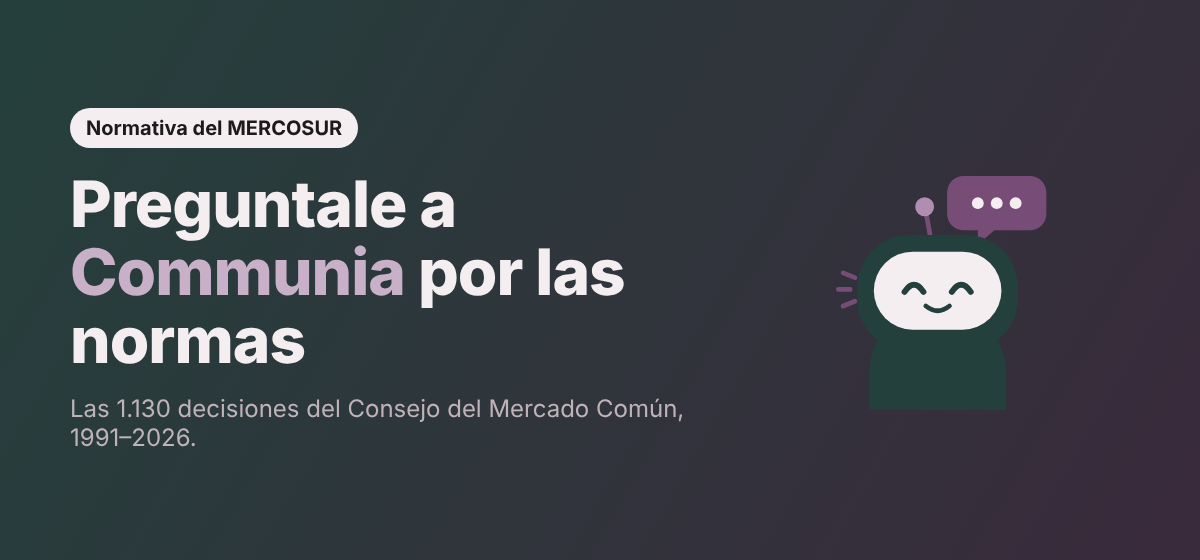 Normativa del MERCOSUR
Preguntale a
Communia por las
normas
Las 1.130 decisiones del Consejo del Mercado Común,
1991–2026.